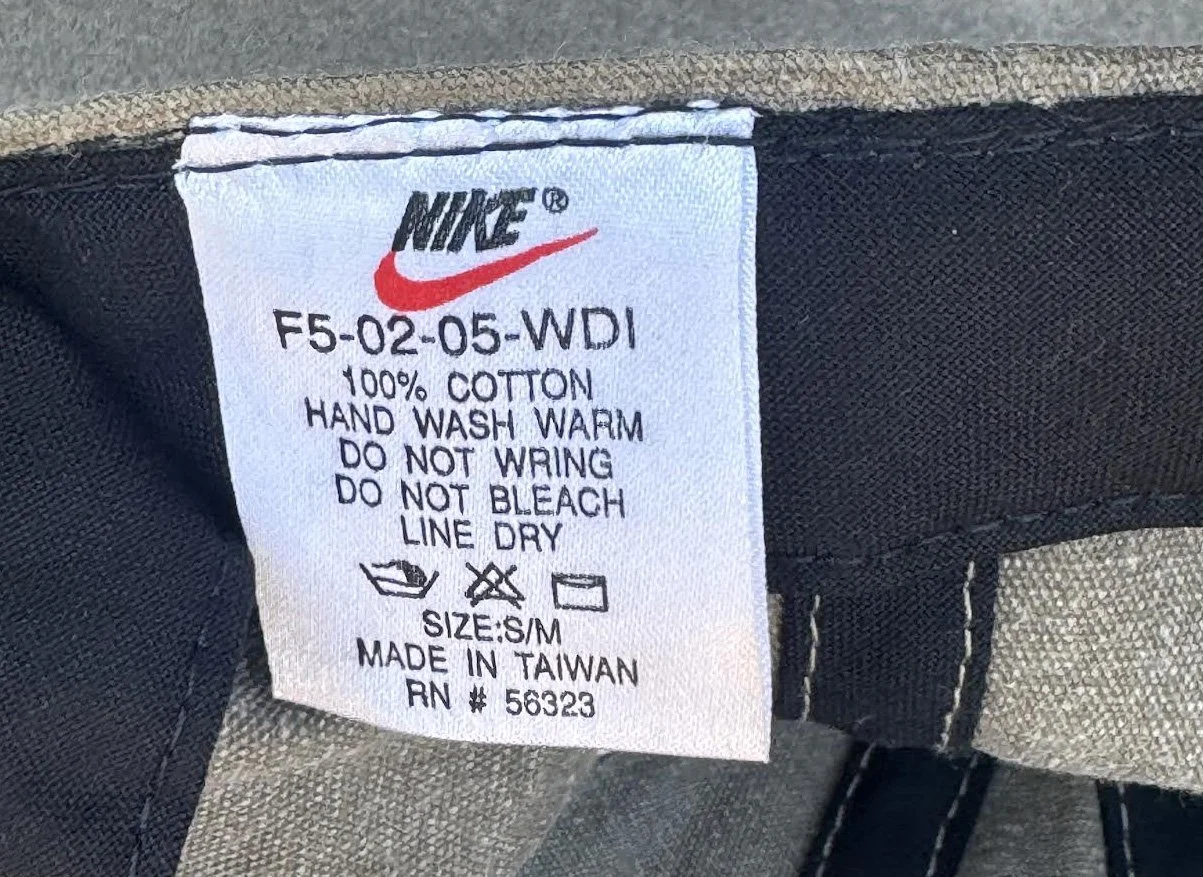 NIKE®
F5-02-05-WDI
100% COTTON
HAND WASH WARM
DO NOT WRING
DO NOT BLEACH
LINE DRY
SIZE:S/M
MADE IN TAIWAN
RN # 56323